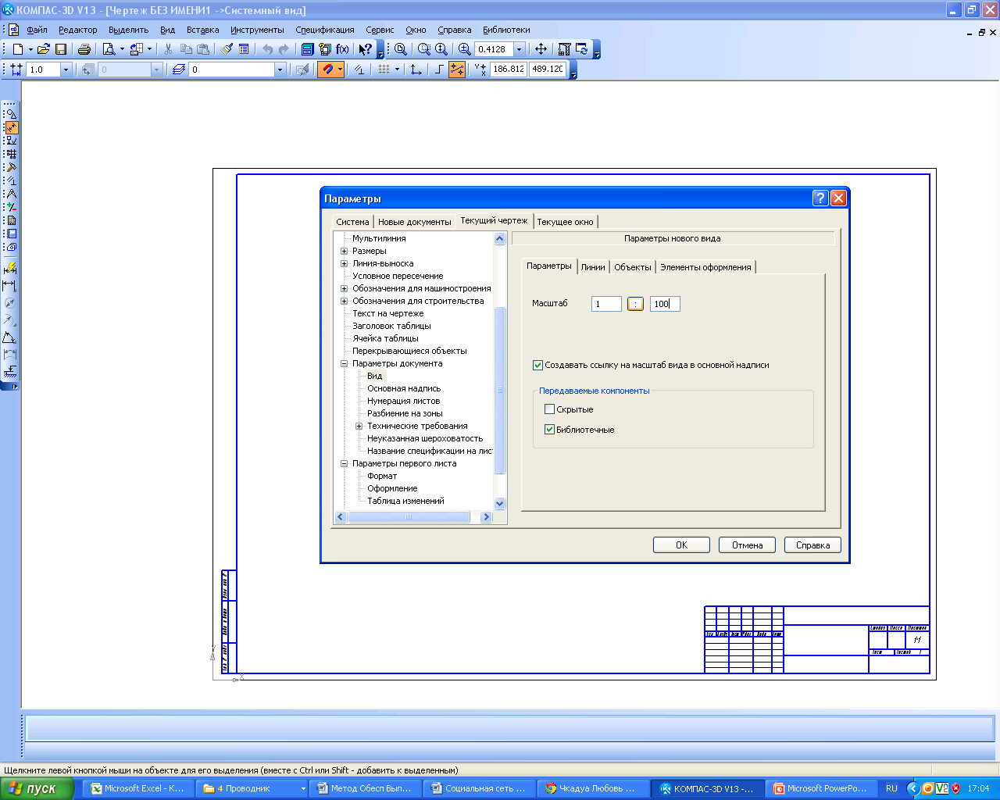 КОМПАС-3D V13 - [Чертеж БЕЗ ИМЕНИ1 ->Системный вид]
Файл Редактор Выделить Вид Вставка Инструменты Спецификация Сервис Окно Справка Библиотеки
f(x) 0.4128
1.0 0 0 186.812 489.120
Параметры
Система Новые документы Текущий чертеж Текущее окно
Мультилиния
Размеры
Линия-выноска
Условное пересечение
Обозначения для машиностроения
Обозначения для строительства
Текст на чертеже
Заголовок таблицы
Ячейка таблицы
Перекрывающиеся объекты
Параметры документа
Вид
Основная надпись
Нумерация листов
Разбиение на зоны
Технические требования
Неуказанная шероховатость
Название спецификации на лис
Параметры первого листа
Формат
Оформление
Таблица изменений
Параметры нового вида
Параметры Линии Объекты Элементы оформления
Масштаб 1 : 100
Создавать ссылку на масштаб вида в основной надписи
Передаваемые компоненты
Скрытые
Библиотечные
OK Отмена Справка
Масса Масштаб
1:1
Лист Листов 1
Y
X
Щелкните левой кнопкой мыши на объекте для его выделения (вместе с Ctrl или Shift - добавить к выделенным)
пуск Microsoft Excel - К... 4 Проводник Метод Обесп Вып... Социальная сеть ... Чкадуа Любовь ... КОМПАС-3D V13 -... Microsoft PowerPo... RU 17:04